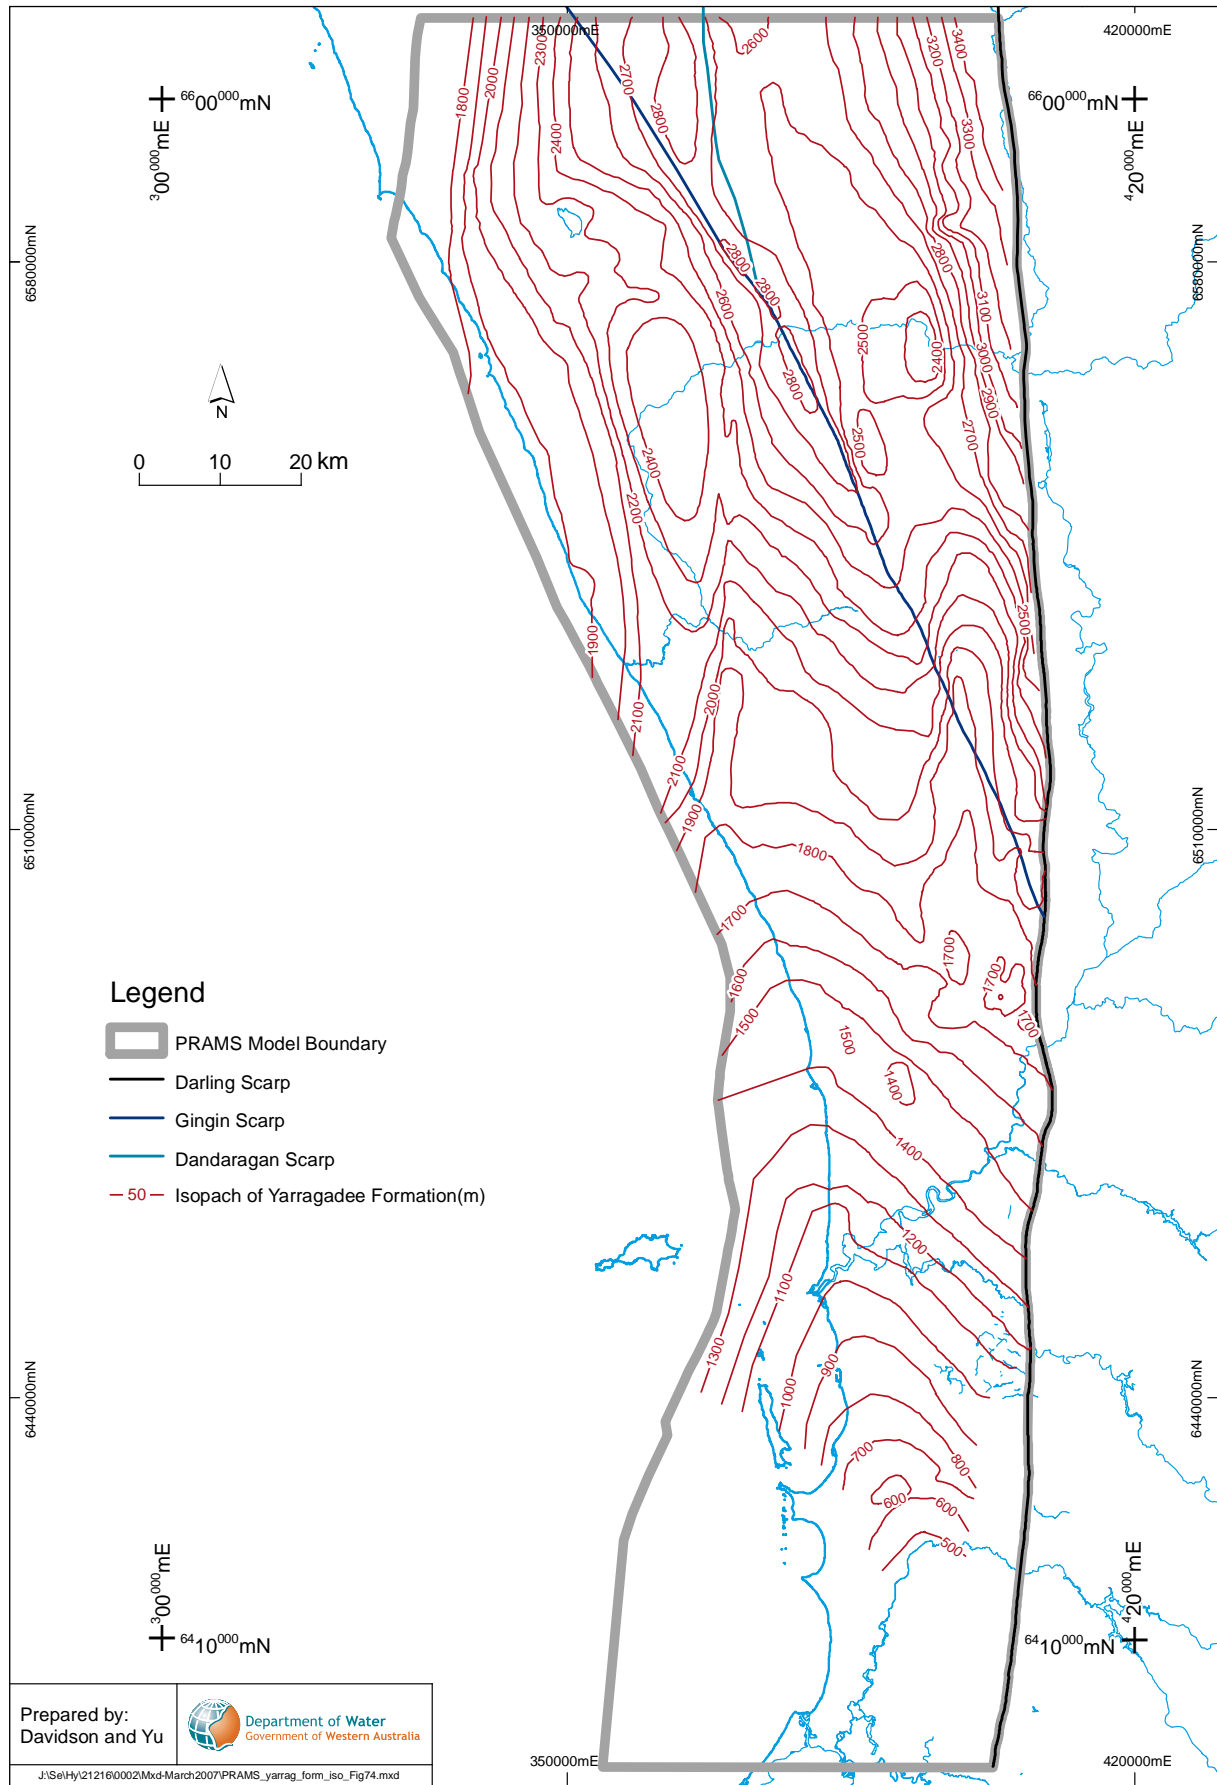 350000mE
420000mE
6600000mN
6600000mN
300000mE
420000mE
6580000mN
6580000mN
1800
2000
2300
2400
2700
2800
2600
3200
3400
3300
2800
2800
2600
2800
2800
3100
3000
2900
2700
2500
2400
2500
2400
2200
2500
N
0 10 20 km
1900
2100
2000
2100
1900
1800
6510000mN
6510000mN
1700
1700
1700
1700
1600
1500
1500
1400
1400
1200
1100
1300
1000
900
700
800
600
600
500
Legend
PRAMS Model Boundary
Darling Scarp
Gingin Scarp
Dandaragan Scarp
50 Isopach of Yarragadee Formation(m)
6440000mN
6440000mN
300000mE
420000mE
6410000mN
6410000mN
350000mE
420000mE
Prepared by:
Davidson and Yu
Department of Water
Government of Western Australia
J:\Se\Hy\21216\0002\Mxd-March2007\PRAMS_yarrag_form_iso_Fig74.mxd